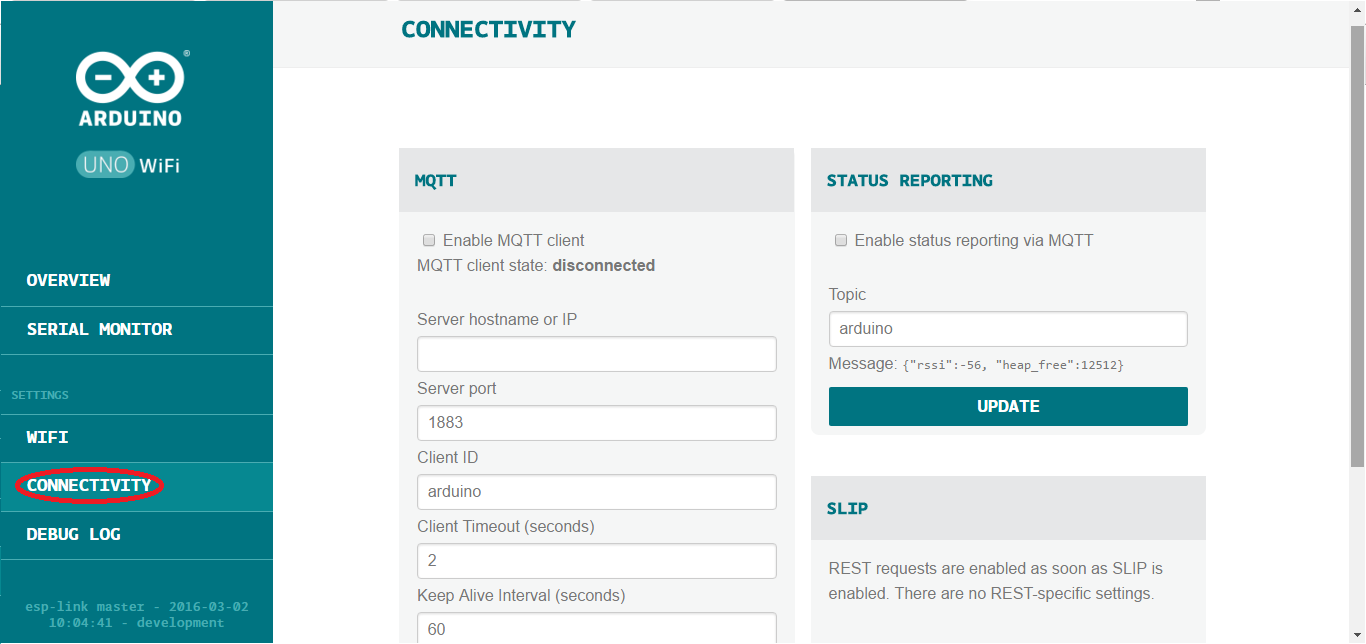 ARDUINO
UNO WiFi
OVERVIEW
SERIAL MONITOR
SETTINGS
WIFI
CONNECTIVITY
DEBUG LOG
esp-link master - 2016-03-02
10:04:41 - development
CONNECTIVITY
MQTT
Enable MQTT client
MQTT client state: disconnected
Server hostname or IP
Server port
1883
Client ID
arduino
Client Timeout (seconds)
2
Keep Alive Interval (seconds)
60
STATUS REPORTING
Enable status reporting via MQTT
Topic
arduino
Message: {"rssi":-56, "heap_free":12512}
UPDATE
SLIP
REST requests are enabled as soon as SLIP is
enabled. There are no REST-specific settings.